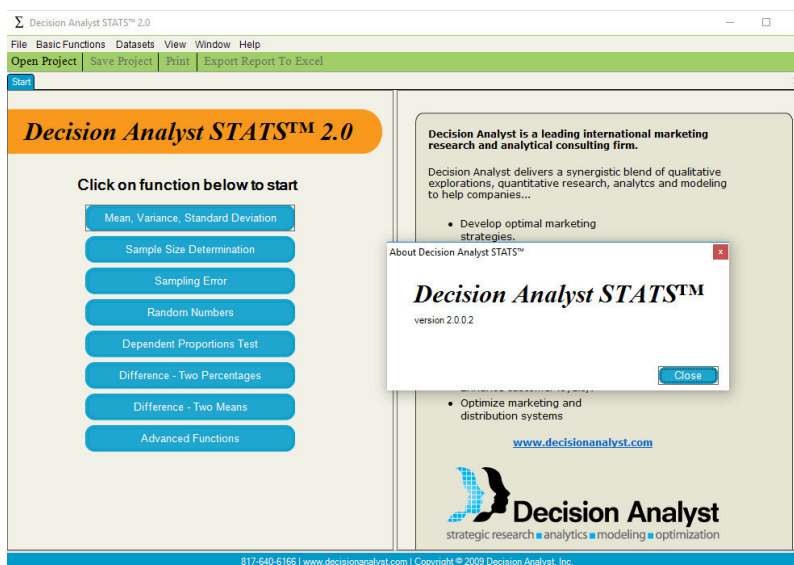 Σ Decision Analyst STATS™ 2.0
File Basic Functions Datasets View Window Help
Open Project Save Project Print Export Report To Excel
Start
Decision Analyst STATS™ 2.0
Click on function below to start
Mean, Variance, Standard Deviation
Sample Size Determination
Sampling Error
Random Numbers
Dependent Proportions Test
Difference - Two Percentages
Difference - Two Means
Advanced Functions
Decision Analyst is a leading international marketing
research and analytical consulting firm.
Decision Analyst delivers a synergistic blend of qualitative
explorations, quantitative research, analytcs and modeling
to help companies...
• Develop optimal marketing
strategies.
About Decision Analyst STATS™
x
Decision Analyst STATS™
version 2.0.0.2
Close
• Optimize marketing and
distribution systems
www.decisionanalyst.com
Decision Analyst
strategic research ■ analytics ■ modeling ■ optimization
817-640-6166 | www.decisionanalyst.com | Copyright © 2009 Decision Analyst, Inc.